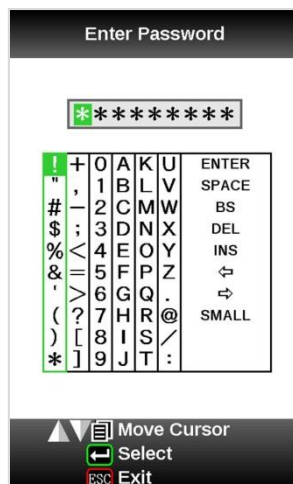 Enter Password
*********
! + 0 A K U ENTER
" , 1 B L V SPACE
# - 2 C M W BS
$ ; 3 D N X DEL
% < 4 E O Y INS
& = 5 F P Z ⇦
' > 6 G Q . ⇨
( ? 7 H R @ SMALL
) [ 8 I S /
* ] 9 J T :
Move Cursor
Select
ESC Exit